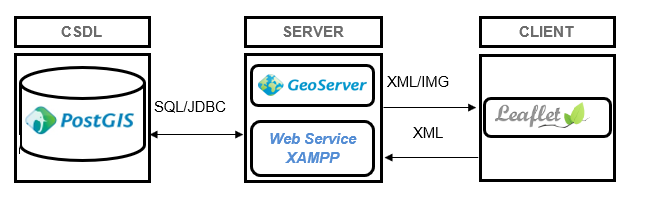 CSDL
SERVER
CLIENT
PostGIS
SQL/JDBC
GeoServer
Web Service
XAMPP
XML/IMG
XML
Leaflet